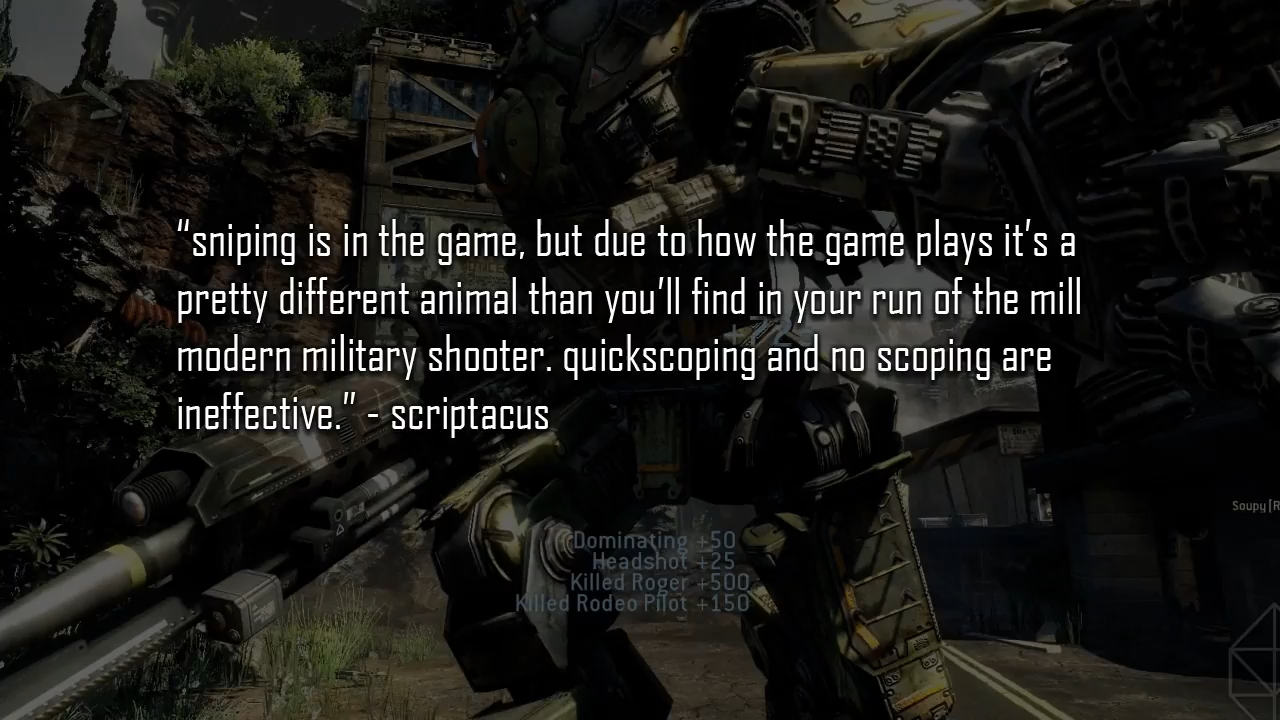 “sniping is in the game, but due to how the game plays it’s a
pretty different animal than you’ll find in your run of the mill
modern military shooter. quickscoping and no scoping are
ineffective.” - scriptacus
Soupy [R
Dominating +50
Headshot +25
Killed Roger +500
Killed Rodeo Pilot +150